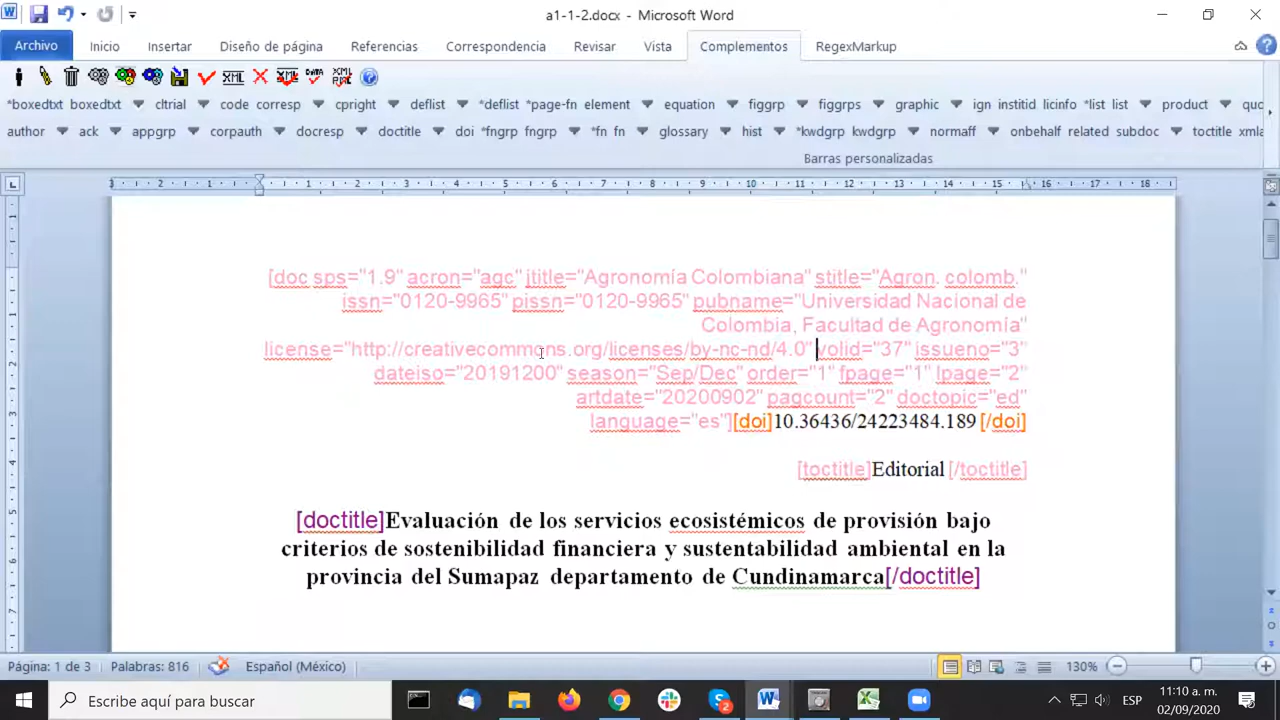 a1-1-2.docx - Microsoft Word
Archivo Inicio Insertar Diseño de página Referencias Correspondencia Revisar Vista Complementos RegexMarkup
*boxedtxt boxedtxt cltrial code corresp cpright deflist *deflist *page-fn element equation figgrp figgrps graphic ign institid licinfo *list list product quo
author ack appgrp corpauth docresp doctitle doi *fngrp fngrp *fn fn glossary hist *kwdgrp kwdgrp normaff onbehalf related subdoc toctitle xmla
Barras personalizadas
[doc sps="1.9" acron="agc" jtitle="Agronomía Colombiana" stitle="Agron. colomb."
issn="0120-9965" pissn="0120-9965" pubname="Universidad Nacional de
Colombia, Facultad de Agronomía"
license="http://creativecommons.org/licenses/by-nc-nd/4.0" volid="37" issueno="3"
dateiso="20191200" season="Sep/Dec" order="1" fpage="1" lpage="2"
artdate="20200902" pagcount="2" doctopic="ed"
language="es"][doi]10.36436/24223484.189 [/doi]
[toctitle]Editorial [/toctitle]
[doctitle]Evaluación de los servicios ecosistémicos de provisión bajo
criterios de sostenibilidad financiera y sustentabilidad ambiental en la
provincia del Sumapaz departamento de Cundinamarca[/doctitle]
Página: 1 de 3 Palabras: 816 Español (México) 130%
Escribe aquí para buscar ESP 11:10 a. m.
02/09/2020